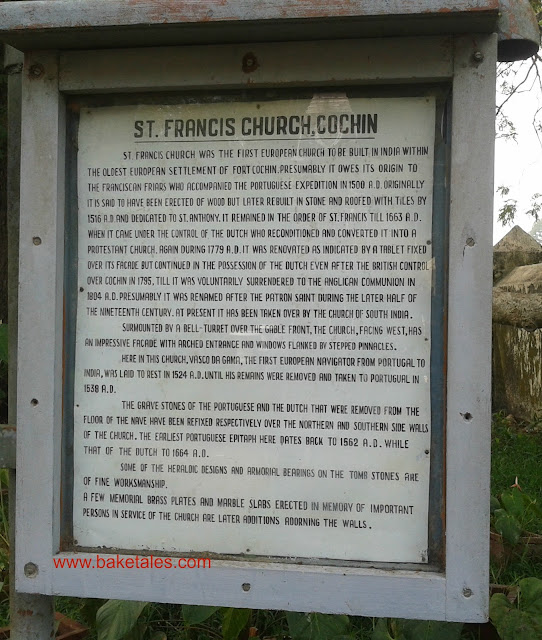 ST. FRANCIS CHURCH, COCHIN
ST. FRANCIS CHURCH WAS THE FIRST EUROPEAN CHURCH TO BE BUILT IN INDIA WITHIN
THE OLDEST EUROPEAN SETTLEMENT OF FORT COCHIN. PRESUMABLY IT OWES ITS ORIGIN TO
THE FRANCISCAN FRIARS WHO ACCOMPANIED THE PORTUGUESE EXPEDITION IN 1500 A.D. ORIGINALLY
IT IS SAID TO HAVE BEEN ERECTED OF WOOD BUT LATER REBUILT IN STONE AND ROOFED WITH TILES BY
1516 A.D AND DEDICATED TO ST. ANTHONY. IT REMAINED IN THE ORDER OF ST. FRANCIS TILL 1663 A.D.
WHEN IT CAME UNDER THE CONTROL OF THE DUTCH WHO RECONDITIONED AND CONVERTED IT INTO A
PROTESTANT CHURCH. AGAIN DURING 1779 A.D. IT WAS RENOVATED AS INDICATED BY A TABLET FIXED
OVER ITS FACADE BUT CONTINUED IN THE POSSESSION OF THE DUTCH EVEN AFTER THE BRITISH CONTROL
OVER COCHIN IN 1795, TILL IT WAS VOLUNTARILY SURRENDERED TO THE ANGLICAN COMMUNION IN
1804 A.D. PRESUMABLY IT WAS RENAMED AFTER THE PATRON SAINT DURING THE LATER HALF OF
THE NINETEENTH CENTURY. AT PRESENT IT HAS BEEN TAKEN OVER BY THE CHURCH OF SOUTH INDIA.
SURMOUNTED BY A BELL-TURRET OVER THE GABLE FRONT, THE CHURCH, FACING WEST, HAS
AN IMPRESSIVE FACADE WITH ARCHED ENTRANCE AND WINDOWS FLANKED BY STEPPED PINNACLES.
HERE IN THIS CHURCH, VASCO DA GAMA, THE FIRST EUROPEAN NAVIGATOR FROM PORTUGAL TO
INDIA, WAS LAID TO REST IN 1524 A.D. UNTIL HIS REMAINS WERE REMOVED AND TAKEN TO PORTUGUAL IN
1538 A.D.
THE GRAVE STONES OF THE PORTUGUESE AND THE DUTCH THAT WERE REMOVED FROM THE
FLOOR OF THE NAVE HAVE BEEN REFIXED RESPECTIVELY OVER THE NORTHERN AND SOUTHERN SIDE WALLS
OF THE CHURCH. THE EARLIEST PORTUGUESE EPITAPH HERE DATES BACK TO 1562 A.D. WHILE
THAT OF THE DUTCH TO 1664 A.D.
SOME OF THE HERALDIC DESIGNS AND ARMORIAL BEARINGS ON THE TOMB STONES ARE
OF FINE WORKSMANSHIP.
A FEW MEMORIAL BRASS PLATES AND MARBLE SLABS ERECTED IN MEMORY OF IMPORTANT
PERSONS IN SERVICE OF THE CHURCH ARE LATER ADDITIONS ADORNING THE WALLS.
www.baketales.com